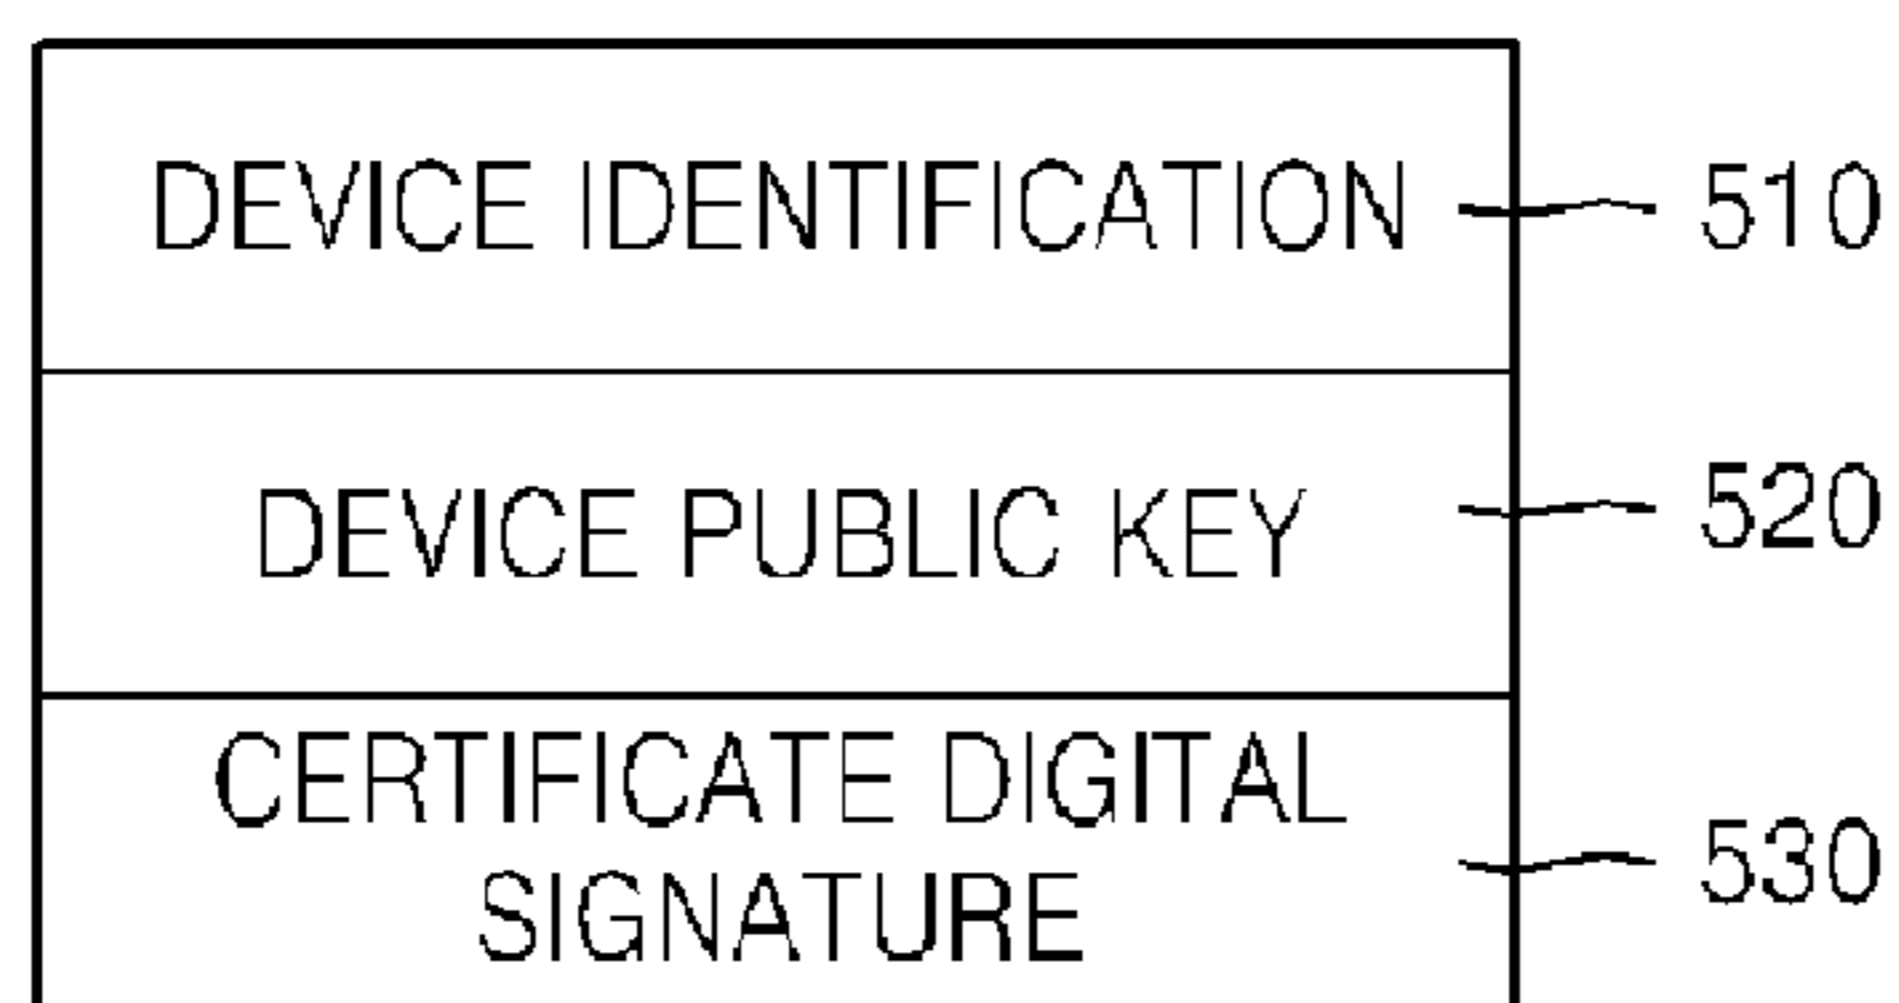 DEVICE IDENTIFICATION 510
DEVICE PUBLIC KEY 520
CERTIFICATE DIGITAL
SIGNATURE
530